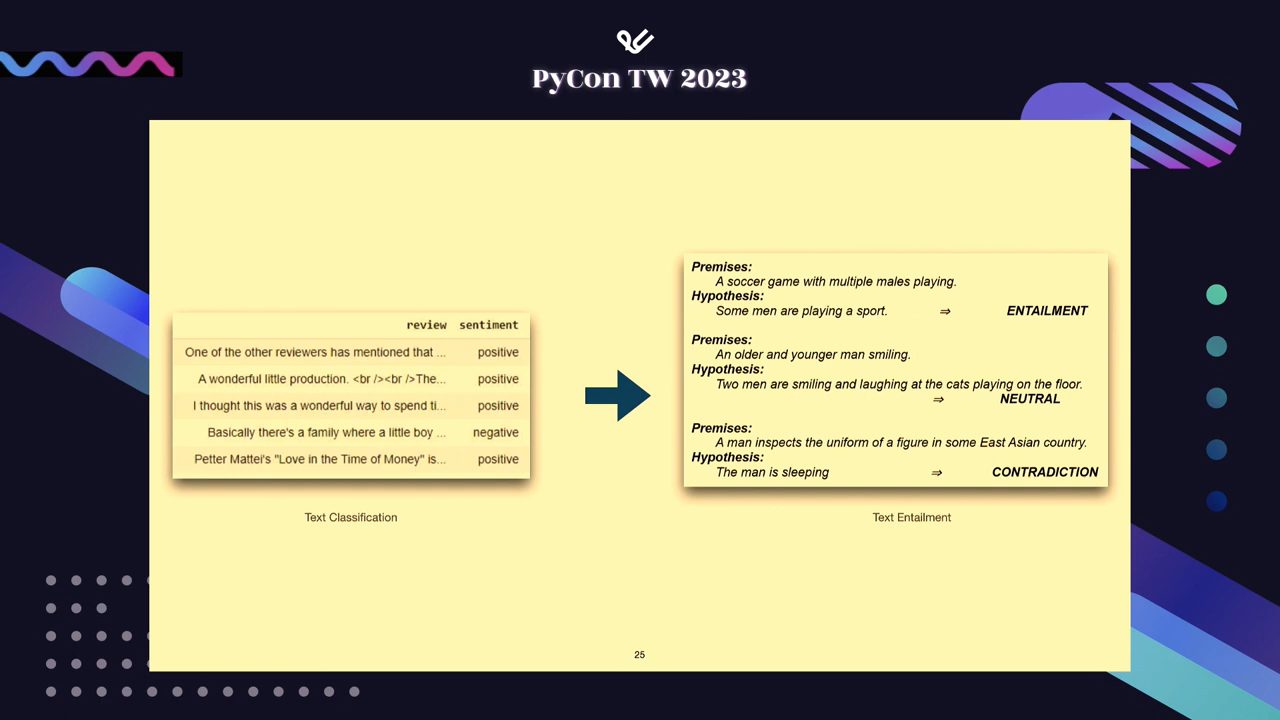 PyCon TW 2023
review sentiment
One of the other reviewers has mentioned that ... positive
A wonderful little production. <br /><br />The... positive
I thought this was a wonderful way to spend ti... positive
Basically there's a family where a little boy ... negative
Petter Mattei's "Love in the Time of Money" is... positive
Text Classification
Premises:
A soccer game with multiple males playing.
Hypothesis:
Some men are playing a sport. ⇒ ENTAILMENT
Premises:
An older and younger man smiling.
Hypothesis:
Two men are smiling and laughing at the cats playing on the floor.
⇒ NEUTRAL
Premises:
A man inspects the uniform of a figure in some East Asian country.
Hypothesis:
The man is sleeping ⇒ CONTRADICTION
Text Entailment
25